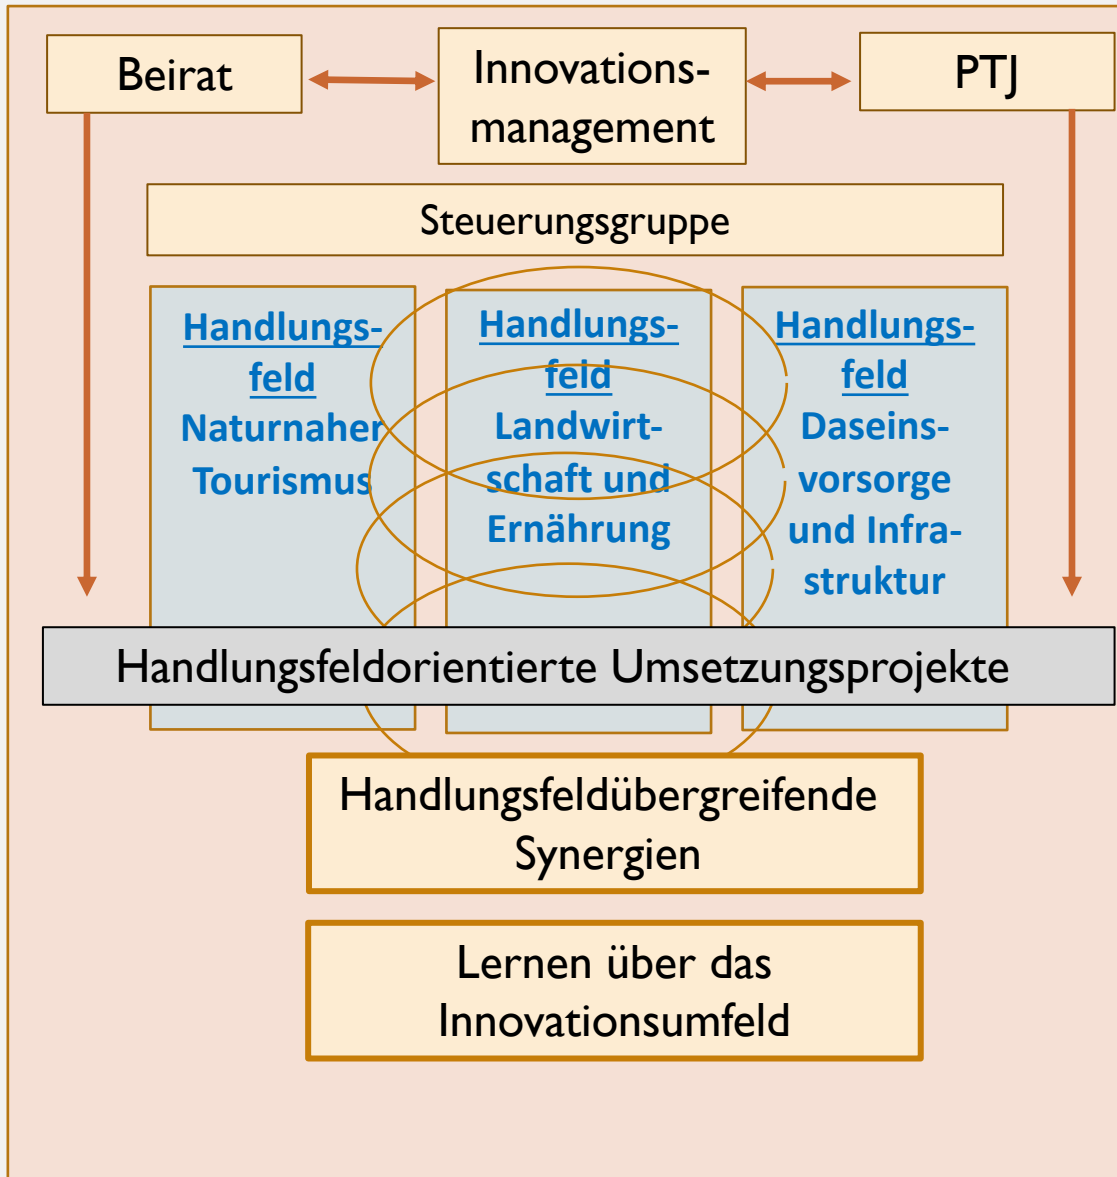 Beirat
Innovations-
management
PTJ
Steuerungsgruppe
Handlungs-
feld
Naturnaher
Tourismus
Handlungs-
feld
Landwirt-
schaft und
Ernährung
Handlungs-
feld
Daseins-
vorsorge
und Infra-
struktur
Handlungsfeldorientierte Umsetzungsprojekte
Handlungsfeldübergreifende
Synergien
Lernen über das
Innovationsumfeld